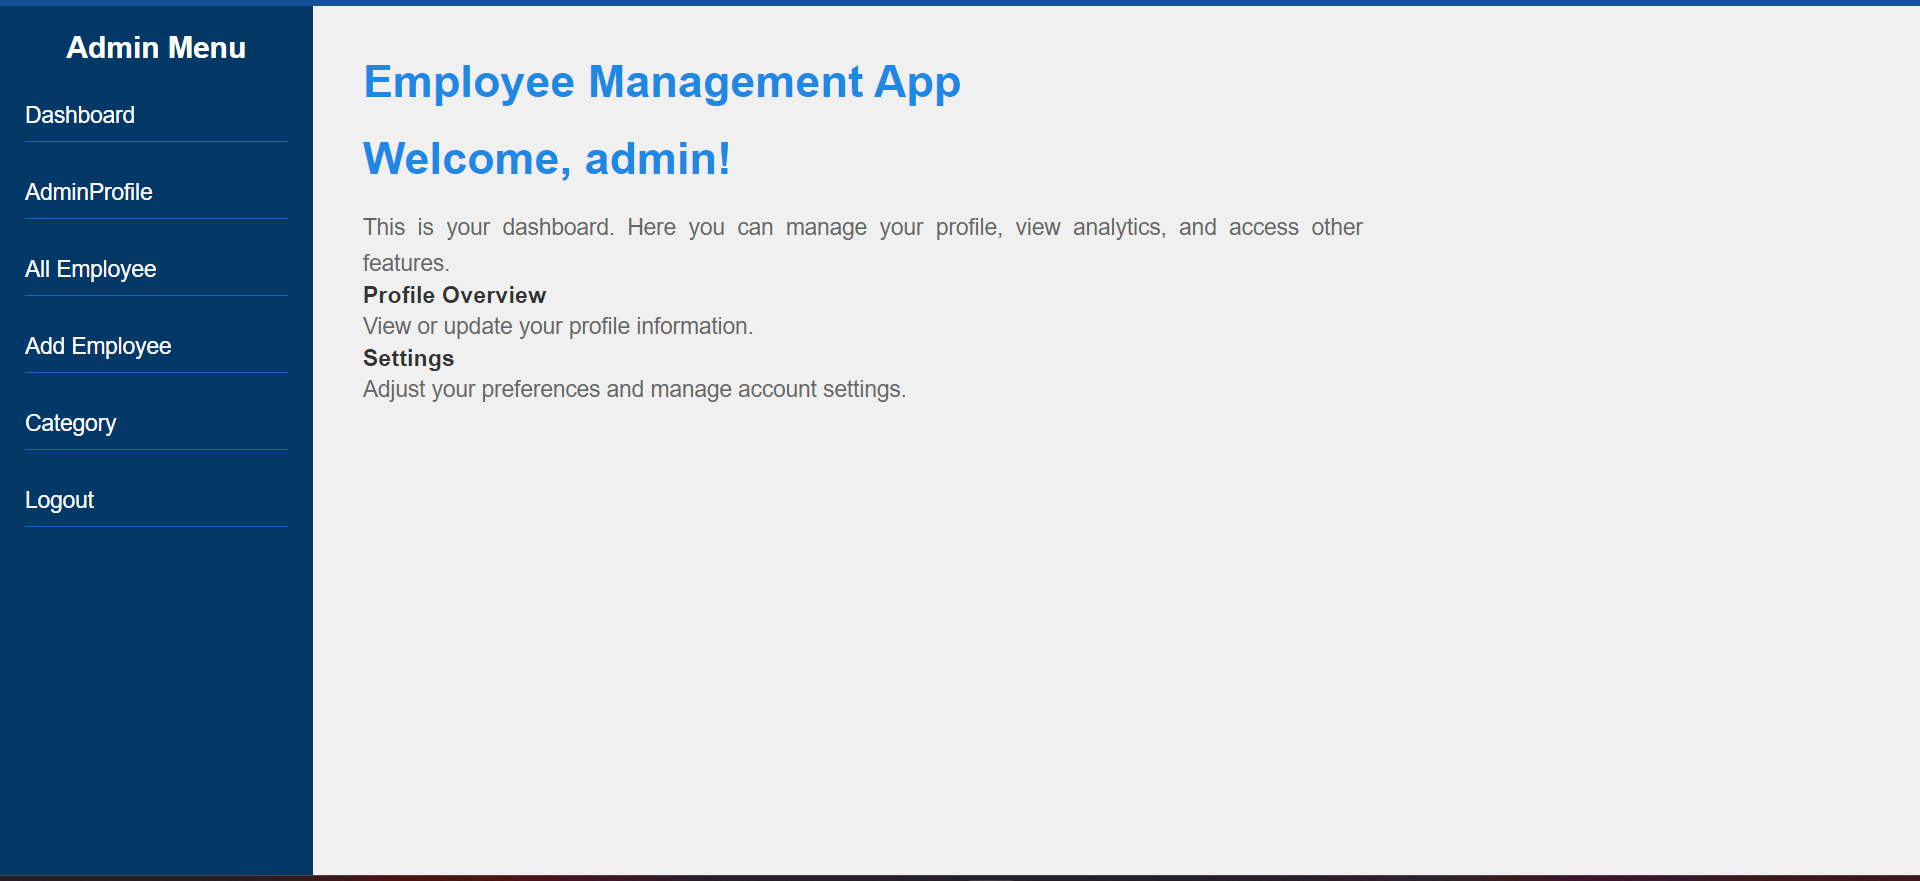 Admin Menu
Dashboard
AdminProfile
All Employee
Add Employee
Category
Logout
Employee Management App
Welcome, admin!
This is your dashboard. Here you can manage your profile, view analytics, and access other
features.
Profile Overview
View or update your profile information.
Settings
Adjust your preferences and manage account settings.